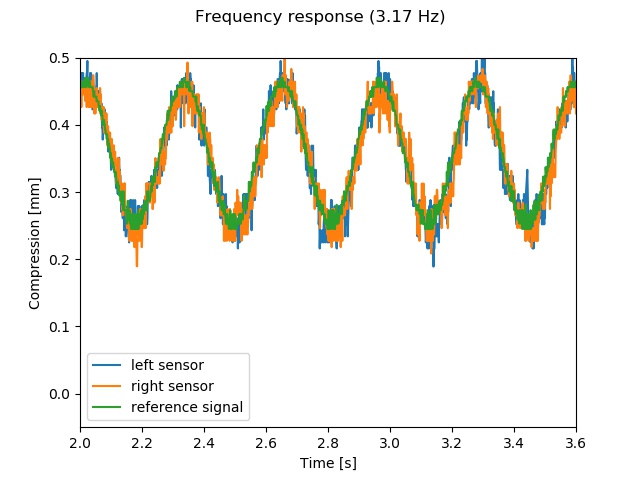 Frequency response (3.17 Hz)
0.5
0.4
0.3
0.2
0.1
0.0
Compression [mm]
left sensor
right sensor
reference signal
2.0 2.2 2.4 2.6 2.8 3.0 3.2 3.4 3.6
Time [s]